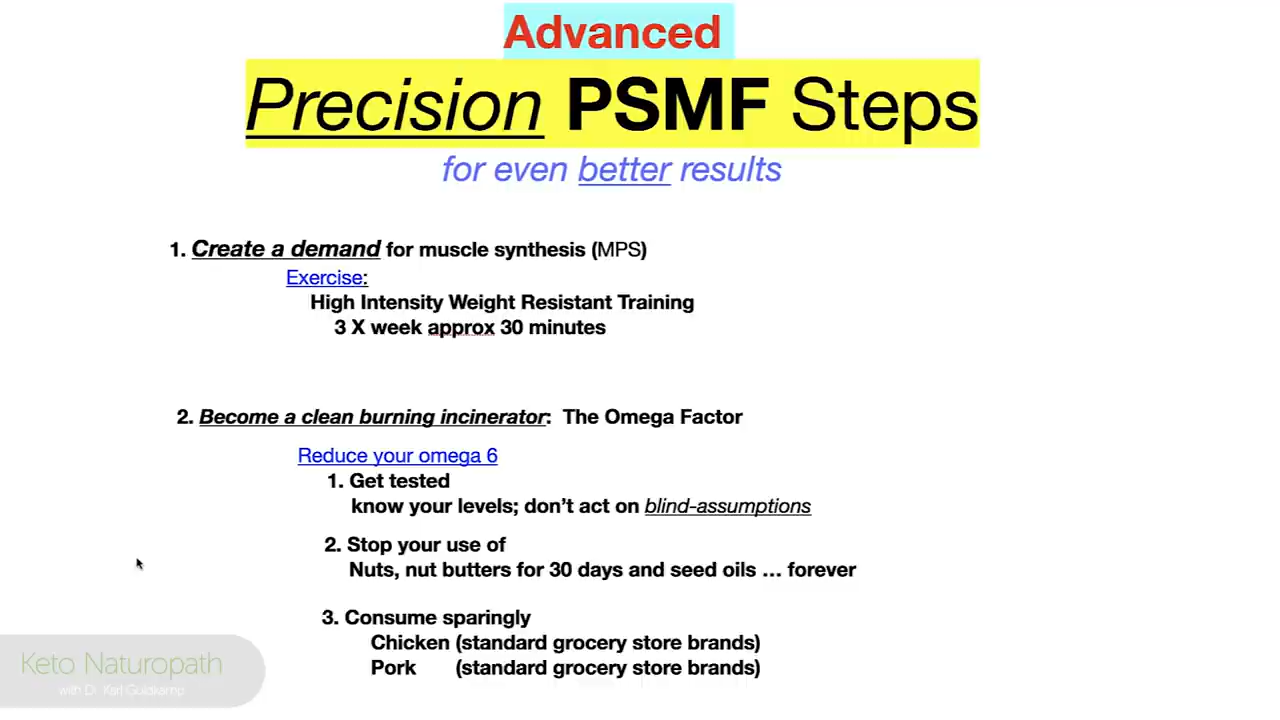 Advanced
Precision PSMF Steps
for even better results
1. Create a demand for muscle synthesis (MPS)
Exercise:
High Intensity Weight Resistant Training
3 X week approx 30 minutes
2. Become a clean burning incinerator: The Omega Factor
Reduce your omega 6
1. Get tested
know your levels; don't act on blind-assumptions
2. Stop your use of
Nuts, nut butters for 30 days and seed oils … forever
3. Consume sparingly
Chicken (standard grocery store brands)
Pork (standard grocery store brands)
Keto Naturopath
with Dr. Karl Goldkamp